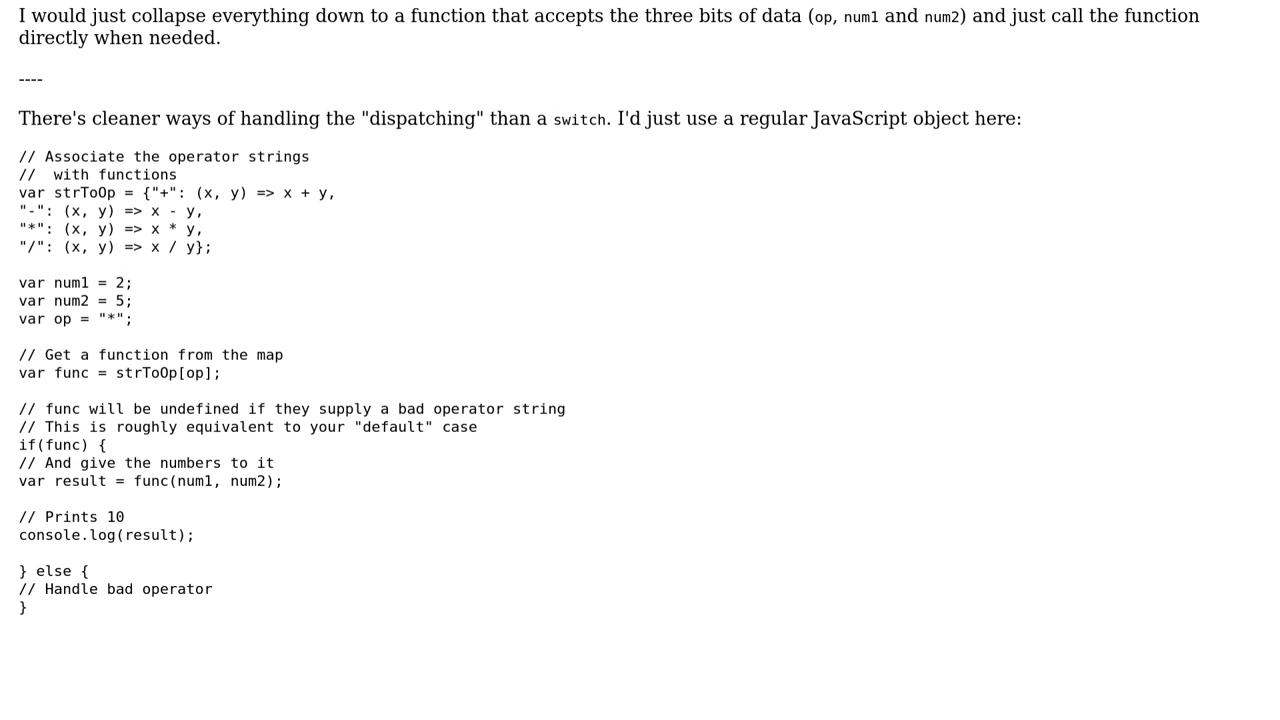 I would just collapse everything down to a function that accepts the three bits of data (op, num1 and num2) and just call the function
directly when needed.
----
There's cleaner ways of handling the "dispatching" than a switch. I'd just use a regular JavaScript object here:
// Associate the operator strings
//  with functions
var strToOp = {"+": (x, y) => x + y,
"-": (x, y) => x - y,
"*": (x, y) => x * y,
"/": (x, y) => x / y};
var num1 = 2;
var num2 = 5;
var op = "*";
// Get a function from the map
var func = strToOp[op];
// func will be undefined if they supply a bad operator string
// This is roughly equivalent to your "default" case
if(func) {
// And give the numbers to it
var result = func(num1, num2);
// Prints 10
console.log(result);
} else {
// Handle bad operator
}